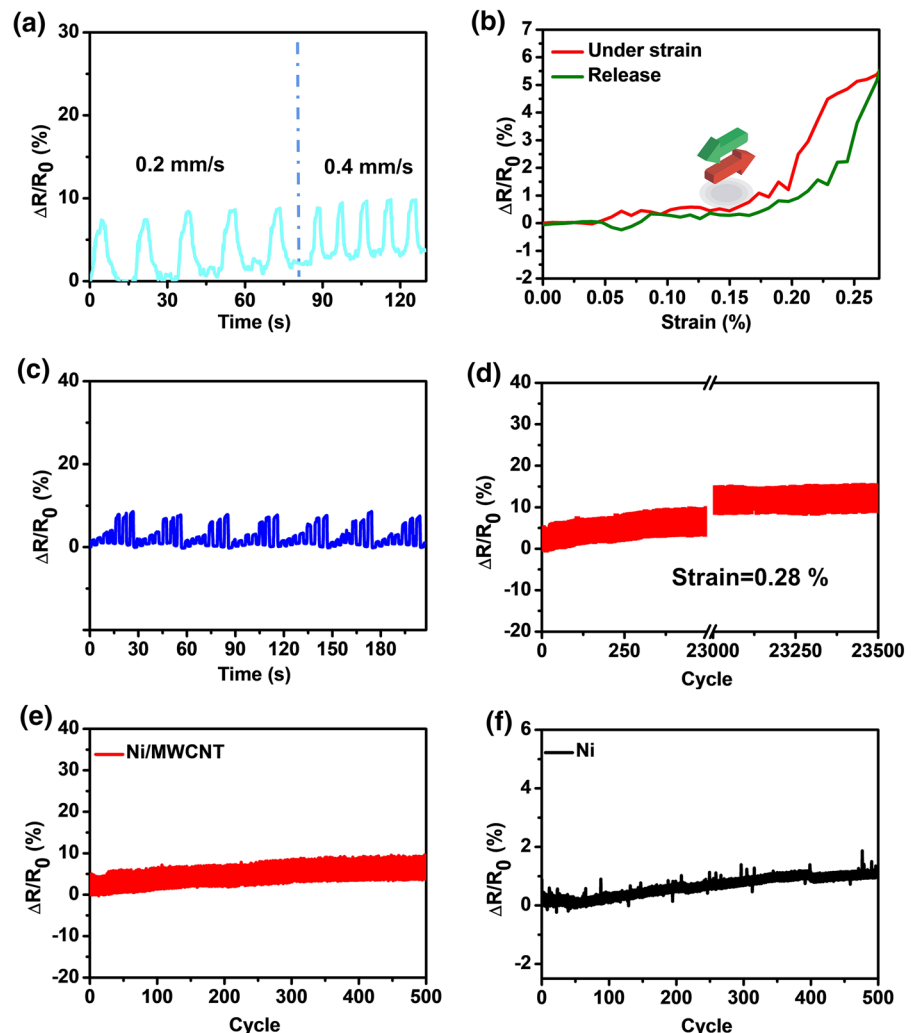 (a)
30
20
10
0
ΔR/R0 (%)
0.2 mm/s
0.4 mm/s
0 30 60 90 120
Time (s)
(b)
7
6
5
4
3
2
1
0
-1
-2
ΔR/R0 (%)
Under strain
Release
0.00 0.05 0.10 0.15 0.20 0.25
Strain (%)
(c)
40
20
0
ΔR/R0 (%)
0 30 60 90 120 150 180
Time (s)
(d)
40
30
20
10
0
-10
-20
ΔR/R0 (%)
Strain=0.28 %
0 250 23000 23250 23500
Cycle
(e)
40
30
20
10
0
-10
-20
ΔR/R0 (%)
Ni/MWCNT
0 100 200 300 400 500
Cycle
(f)
6
4
2
0
-2
ΔR/R0 (%)
Ni
0 100 200 300 400 500
Cycle